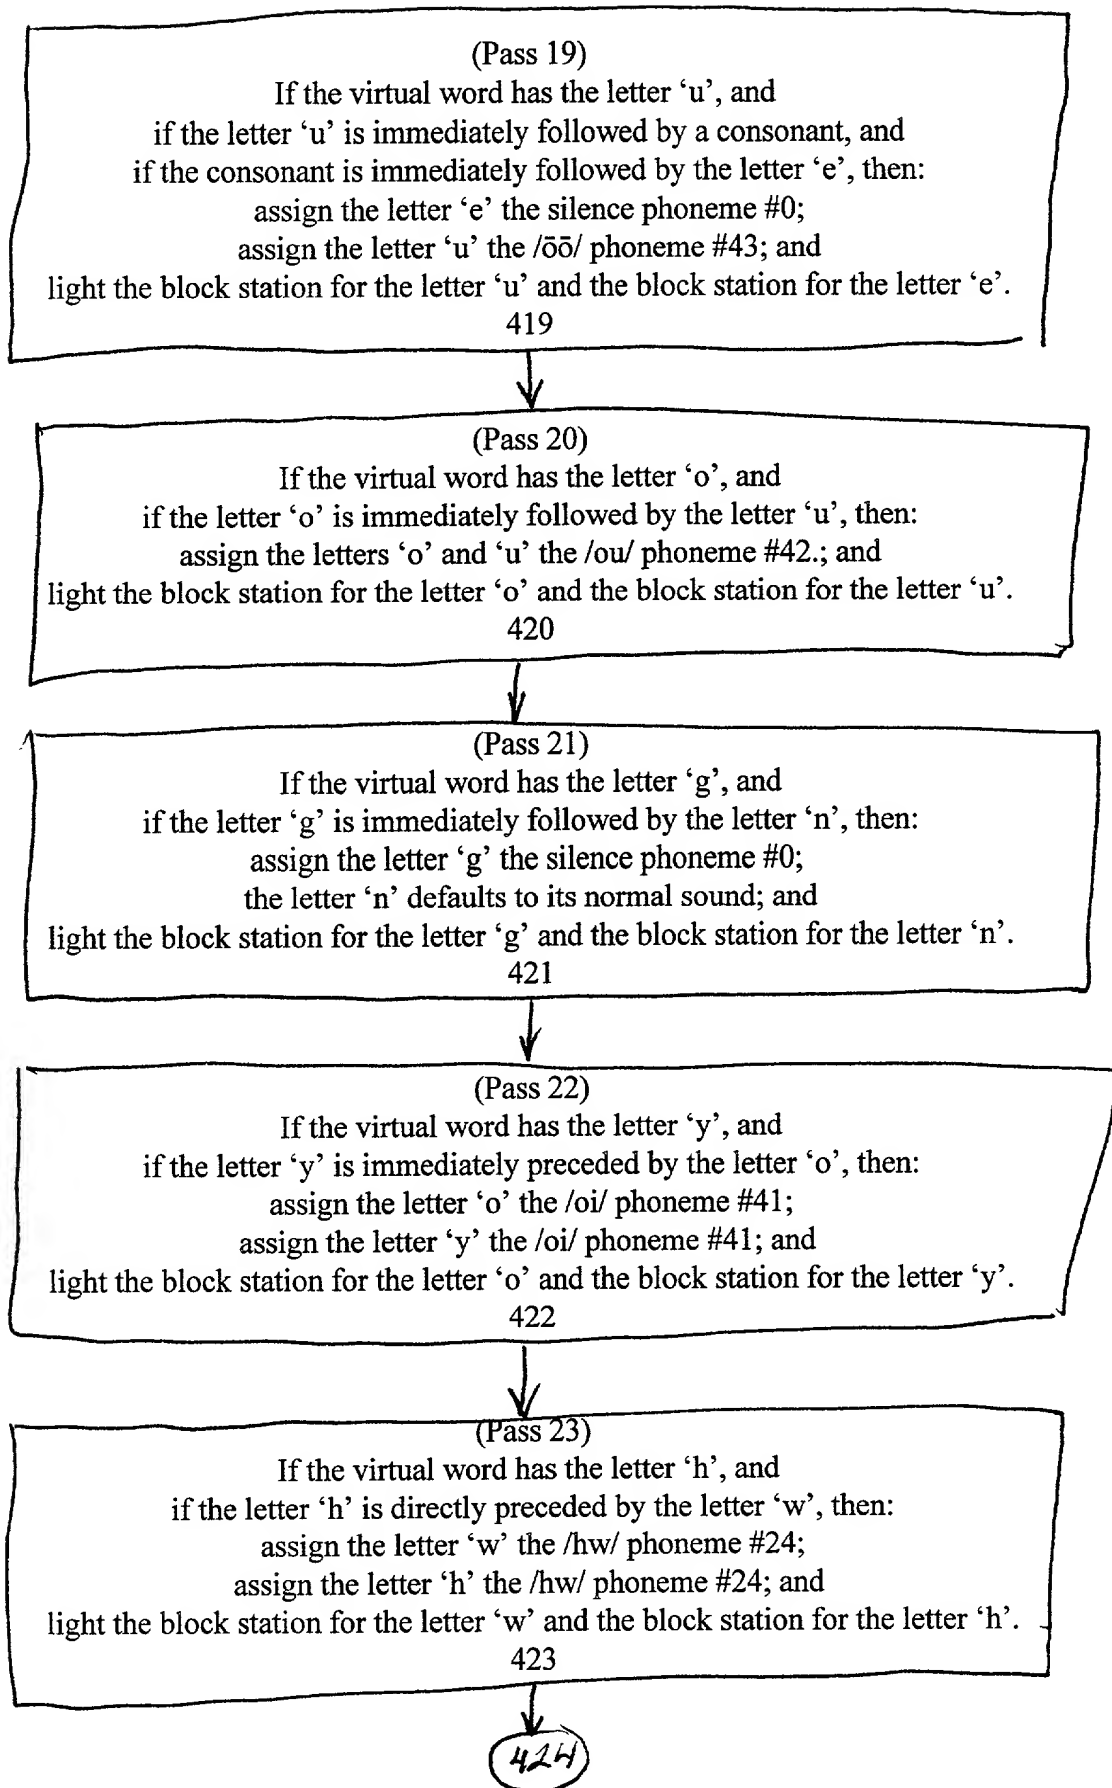 (Pass 19)
If the virtual word has the letter ‘u’, and
if the letter ‘u’ is immediately followed by a consonant, and
if the consonant is immediately followed by the letter ‘e’, then:
assign the letter ‘e’ the silence phoneme #0;
assign the letter ‘u’ the /ōō/ phoneme #43; and
light the block station for the letter ‘u’ and the block station for the letter ‘e’.
419
(Pass 20)
If the virtual word has the letter ‘o’, and
if the letter ‘o’ is immediately followed by the letter ‘u’, then:
assign the letters ‘o’ and ‘u’ the /ou/ phoneme #42.; and
light the block station for the letter ‘o’ and the block station for the letter ‘u’.
420
(Pass 21)
If the virtual word has the letter ‘g’, and
if the letter ‘g’ is immediately followed by the letter ‘n’, then:
assign the letter ‘g’ the silence phoneme #0;
the letter ‘n’ defaults to its normal sound; and
light the block station for the letter ‘g’ and the block station for the letter ‘n’.
421
(Pass 22)
If the virtual word has the letter ‘y’, and
if the letter ‘y’ is immediately preceded by the letter ‘o’, then:
assign the letter ‘o’ the /oi/ phoneme #41;
assign the letter ‘y’ the /oi/ phoneme #41; and
light the block station for the letter ‘o’ and the block station for the letter ‘y’.
422
(Pass 23)
If the virtual word has the letter ‘h’, and
if the letter ‘h’ is directly preceded by the letter ‘w’, then:
assign the letter ‘w’ the /hw/ phoneme #24;
assign the letter ‘h’ the /hw/ phoneme #24; and
light the block station for the letter ‘w’ and the block station for the letter ‘h’.
423
424